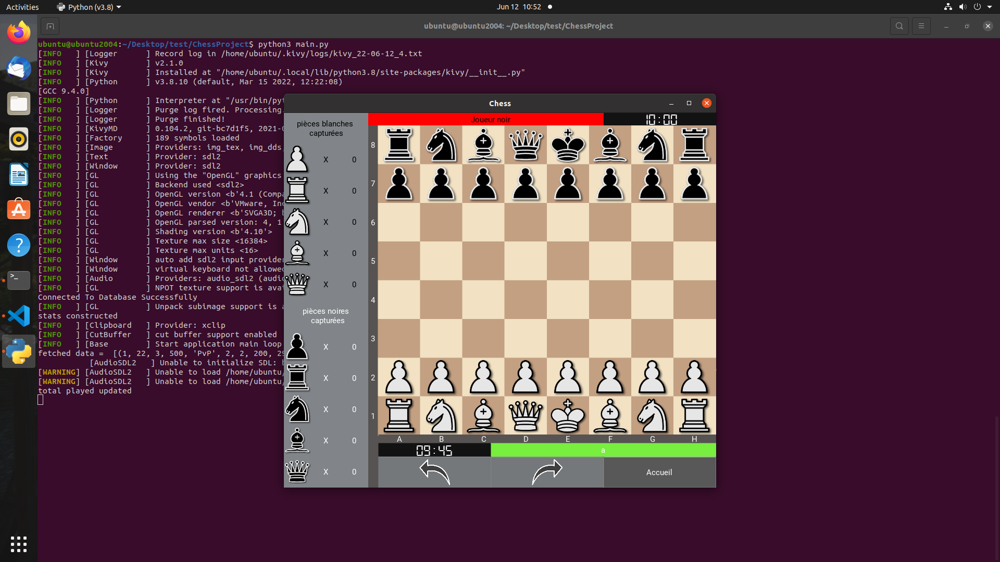 Activities
Python (v3.8)
Jun 12 10:52
ubuntu@ubuntu2004: ~/Desktop/test/ChessProject
ubuntu@ubuntu2004:~/Desktop/test/ChessProject$ python3 main.py
[INFO   ] [Logger      ] Record log in /home/ubuntu/.kivy/logs/kivy_22-06-12_4.txt
[INFO   ] [Kivy        ] v2.1.0
[INFO   ] [Kivy        ] Installed at "/home/ubuntu/.local/lib/python3.8/site-packages/kivy/__init__.py"
[INFO   ] [Python      ] v3.8.10 (default, Mar 15 2022, 12:22:08)
[GCC 9.4.0]
[INFO   ] [Python      ] Interpreter at "/usr/bin/pyt
[INFO   ] [Logger      ] Purge log fired. Processing.
[INFO   ] [Logger      ] Purge finished!
[INFO   ] [KivyMD      ] 0.104.2, git-bc7d1f5, 2021-0
[INFO   ] [Factory     ] 189 symbols loaded
[INFO   ] [Image       ] Providers: img_tex, img_dds,
[INFO   ] [Text        ] Provider: sdl2
[INFO   ] [Window      ] Provider: sdl2
[INFO   ] [GL          ] Using the "OpenGL" graphics
[INFO   ] [GL          ] Backend used <sdl2>
[INFO   ] [GL          ] OpenGL version <b'4.1 (Compa
[INFO   ] [GL          ] OpenGL vendor <b'VMware, Inc
[INFO   ] [GL          ] OpenGL renderer <b'SVGA3D; b
[INFO   ] [GL          ] OpenGL parsed version: 4, 1
[INFO   ] [GL          ] Shading version <b'4.10'>
[INFO   ] [GL          ] Texture max size <16384>
[INFO   ] [GL          ] Texture max units <16>
[INFO   ] [Window      ] auto add sdl2 input provider
[INFO   ] [Window      ] virtual keyboard not allowed
[INFO   ] [Audio       ] Providers: audio_sdl2 (audio
[INFO   ] [GL          ] NPOT texture support is avai
Connected To Database Successfully
[INFO   ] [GL          ] Unpack subimage support is a
stats constructed
[INFO   ] [Clipboard   ] Provider: xclip
[INFO   ] [CutBuffer   ] cut buffer support enabled
[INFO   ] [Base        ] Start application main loop
fetched data =  [(1, 22, 3, 500, 'PvP', 2, 2, 200, 29
[AudioSDL2   ] Unable to initialize SDL: b
[WARNING] [AudioSDL2   ] Unable to load /home/ubuntu/
[WARNING] [AudioSDL2   ] Unable to load /home/ubuntu/
total played updated
Chess
pièces blanches
capturées
X 0
X 0
X 0
X 0
X 0
pièces noires
capturées
X 0
X 0
X 0
X 0
X 0
Joueur noir
10:00
8
7
6
5
4
3
2
1
A B C D E F G H
09:45
a
Accueil